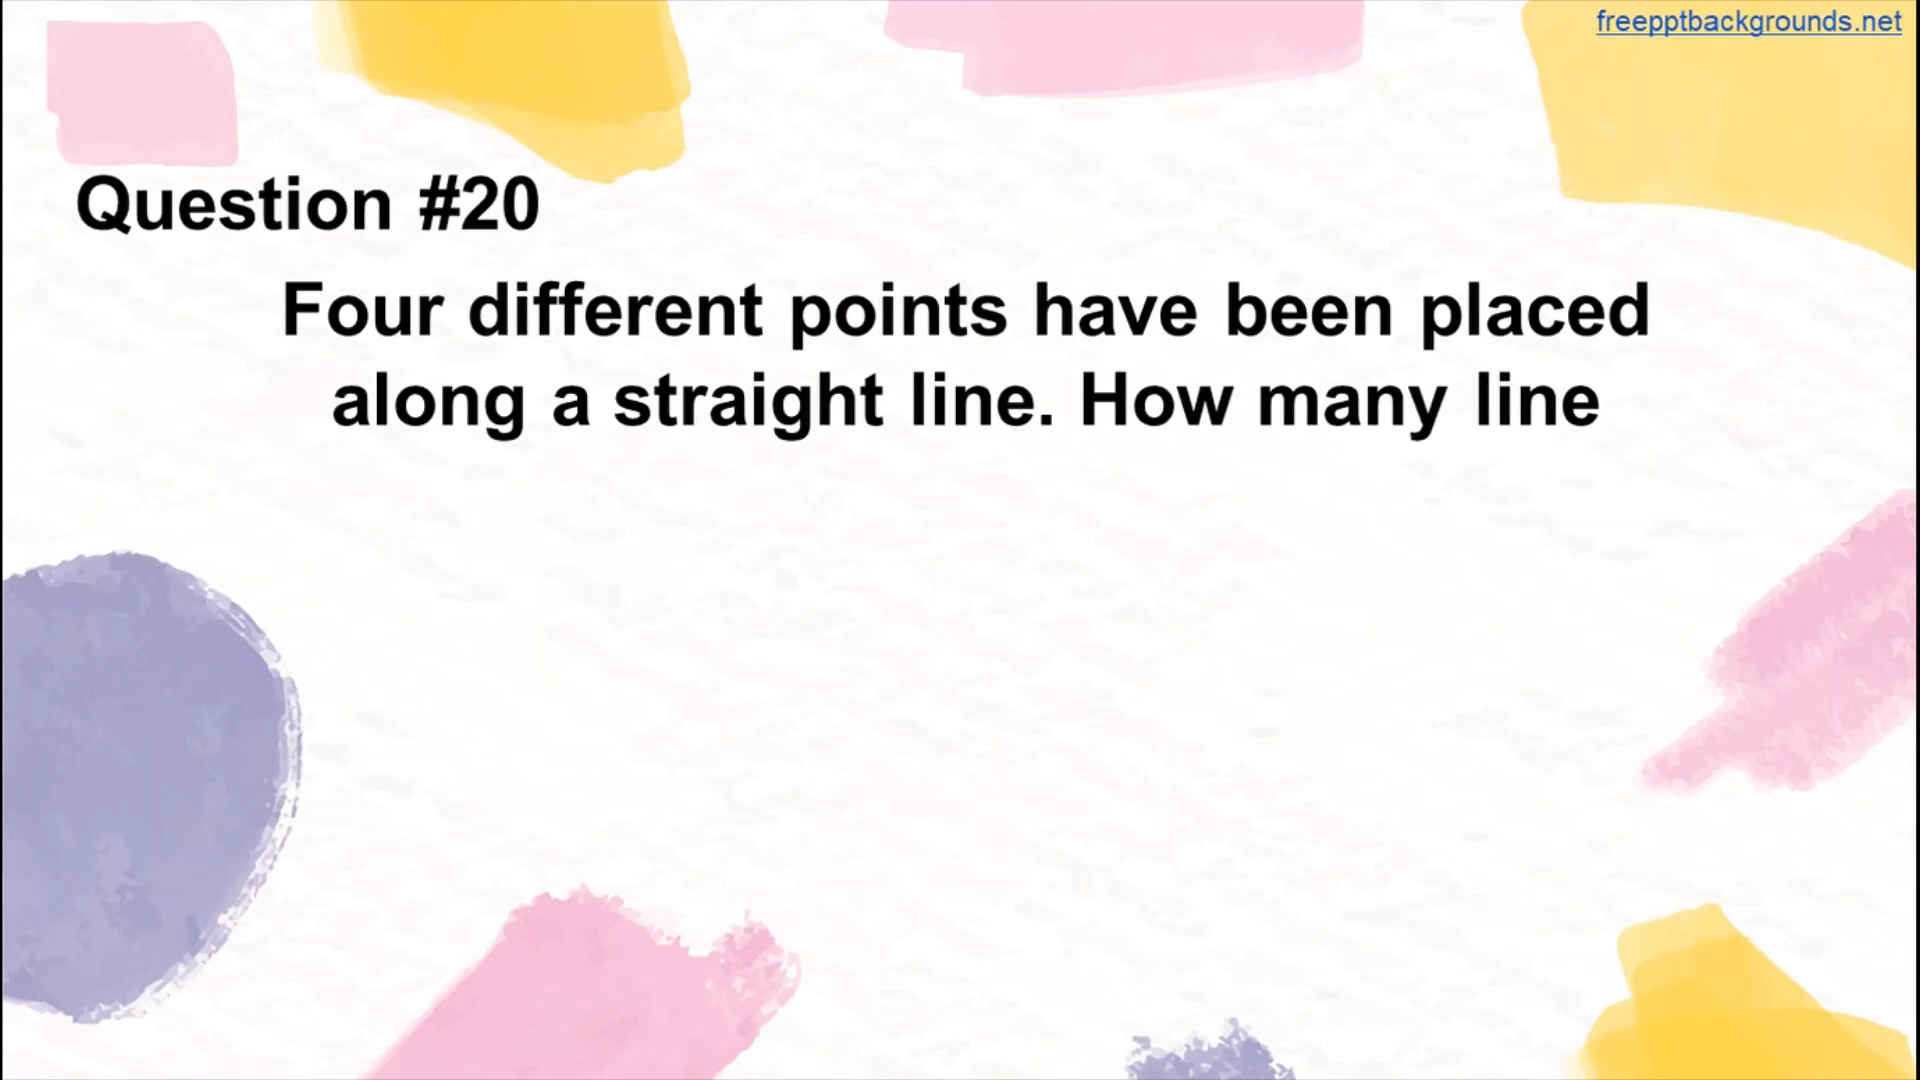 freepptbackgrounds.net
Question #20
Four different points have been placed
along a straight line. How many line